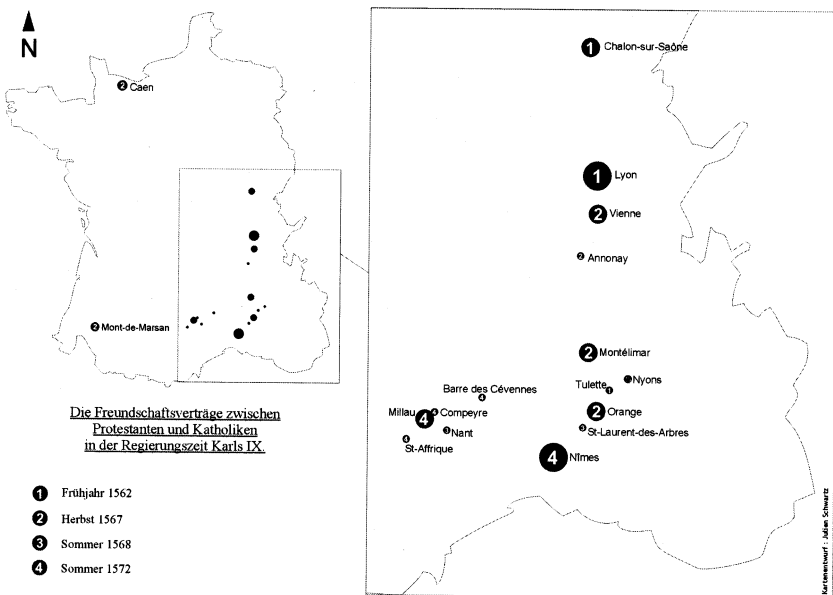 N
2 Caen
2 Mont-de-Marsan
Die Freundschaftsverträge zwischen
Protestanten und Katholiken
in der Regierungszeit Karls IX.
1 Frühjahr 1562
2 Herbst 1567
3 Sommer 1568
4 Sommer 1572
1 Chalon-sur-Saône
1 Lyon
2 Vienne
2 Annonay
2 Montélimar
Nyons
Tulette 1
Barre des Cévennes
4
Millau 4 4 Compeyre
2 Orange
3 Nant
3 St-Laurent-des-Arbres
St-Affrique
4
4 Nîmes
Kartenentwurf : Julien Schwartz